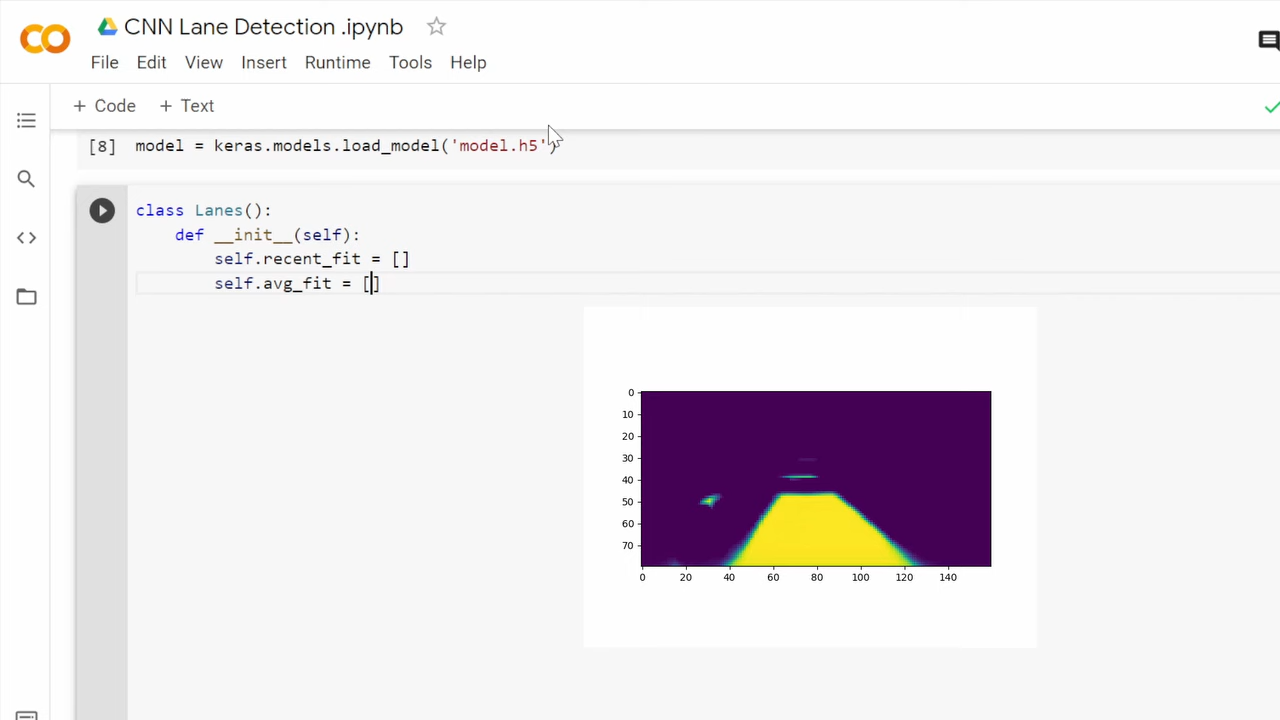 CNN Lane Detection .ipynb
File Edit View Insert Runtime Tools Help
+ Code + Text
[8] model = keras.models.load_model('model.h5')
class Lanes():
def __init__(self):
self.recent_fit = []
self.avg_fit = []
0
10
20
30
40
50
60
70
0 20 40 60 80 100 120 140